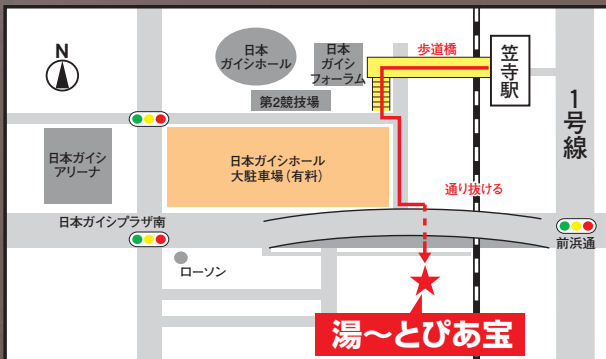 N
日本
ガイシホール
日本
ガイシ
フォーラム
歩道橋
笠寺駅
第2競技場
1号線
日本ガイシ
アリーナ
日本ガイシホール
大駐車場(有料)
通り抜ける
日本ガイシプラザ南
前浜通
ローソン
湯~とぴあ宝